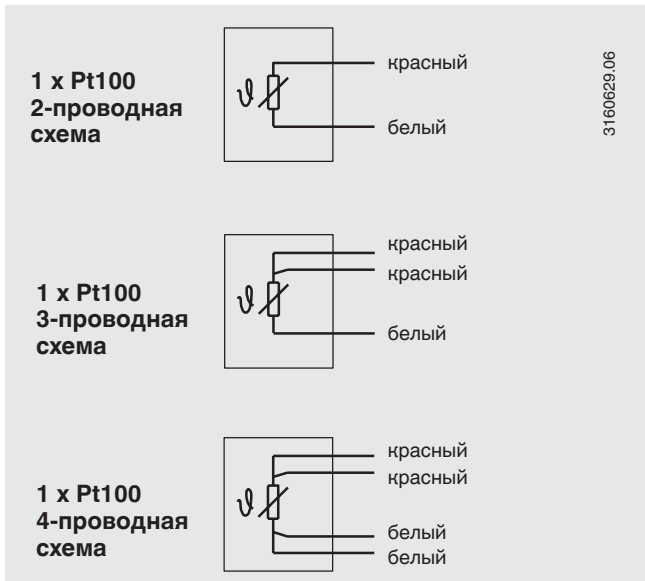 1 x Pt100
2-проводная
схема
ϑ
красный
белый
3160629.06
1 x Pt100
3-проводная
схема
ϑ
красный
красный
белый
1 x Pt100
4-проводная
схема
ϑ
красный
красный
белый
белый